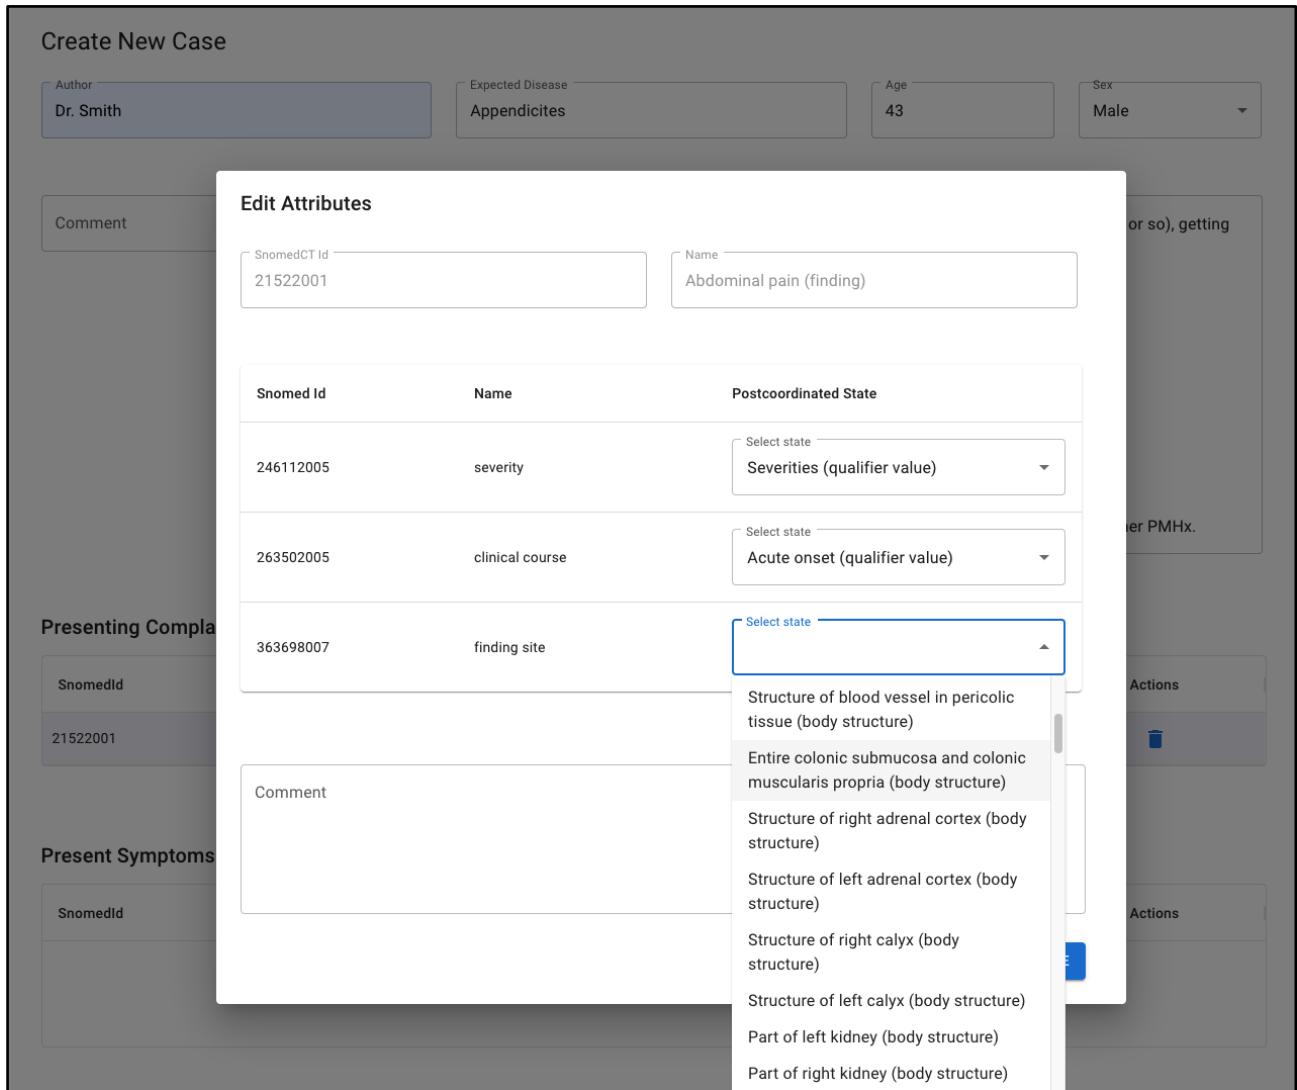 Create New Case
Author
Expected Disease
Age
Sex
Dr. Smith
Appendicites
43
Male
Comment
or so), getting
Edit Attributes
SnomedCT Id
Name
21522001
Abdominal pain (finding)
Snomed Id
Name
Postcoordinated State
Select state
246112005
severity
Severities (qualifier value)
her PMHx.
Select state
263502005
clinical course
Acute onset (qualifier value)
Presenting Compla
Select state
363698007
finding site
SnomedId
Actions
Structure of blood vessel in pericolic
tissue (body structure)
21522001
Entire colonic submucosa and colonic
muscularis propria (body structure)
Comment
Structure of right adrenal cortex (body
structure)
Present Symptoms
Structure of left adrenal cortex (body
structure)
SnomedId
Actions
Structure of right calyx (body
structure)
E
Structure of left calyx (body structure)
Part of left kidney (body structure)
Part of right kidney (body structure)